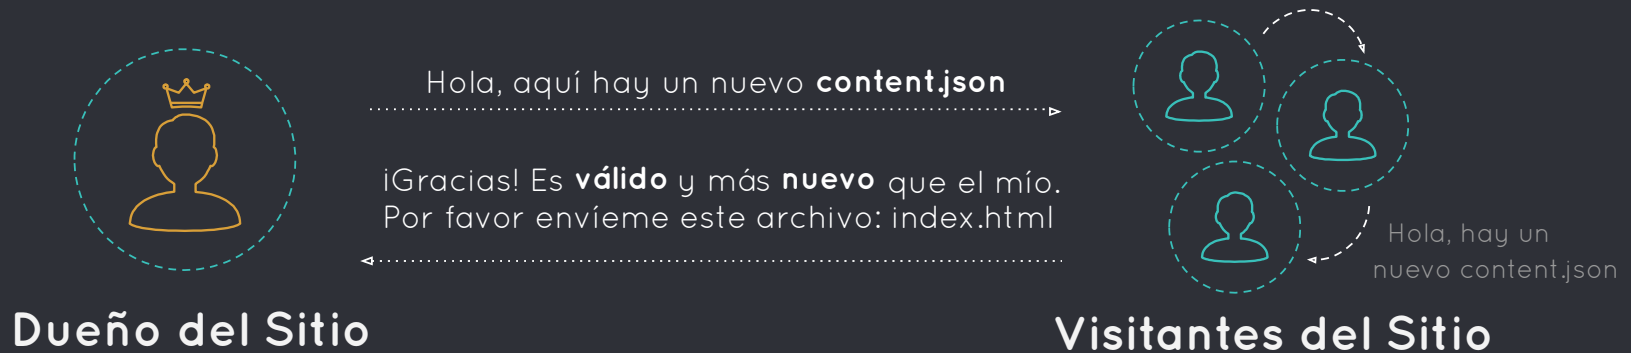 Hola, aquí hay un nuevo content.json
¡Gracias! Es válido y más nuevo que el mío.
Por favor envíeme este archivo: index.html
Hola, hay un
nuevo content.json
Dueño del Sitio
Visitantes del Sitio